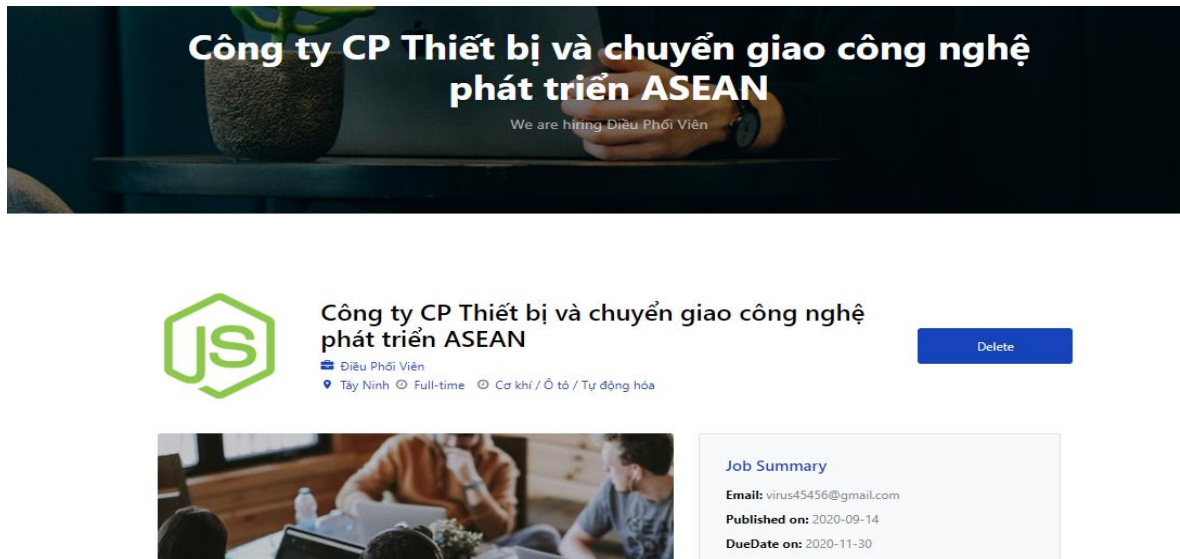 Công ty CP Thiết bị và chuyển giao công nghệ
phát triển ASEAN
We are hiring Điều Phối Viên
JS
Công ty CP Thiết bị và chuyển giao công nghệ
phát triển ASEAN
Điều Phối Viên
Tây Ninh Full-time Cơ khí / Ô tô / Tự động hóa
Delete
Job Summary
Email: virus45456@gmail.com
Published on: 2020-09-14
DueDate on: 2020-11-30